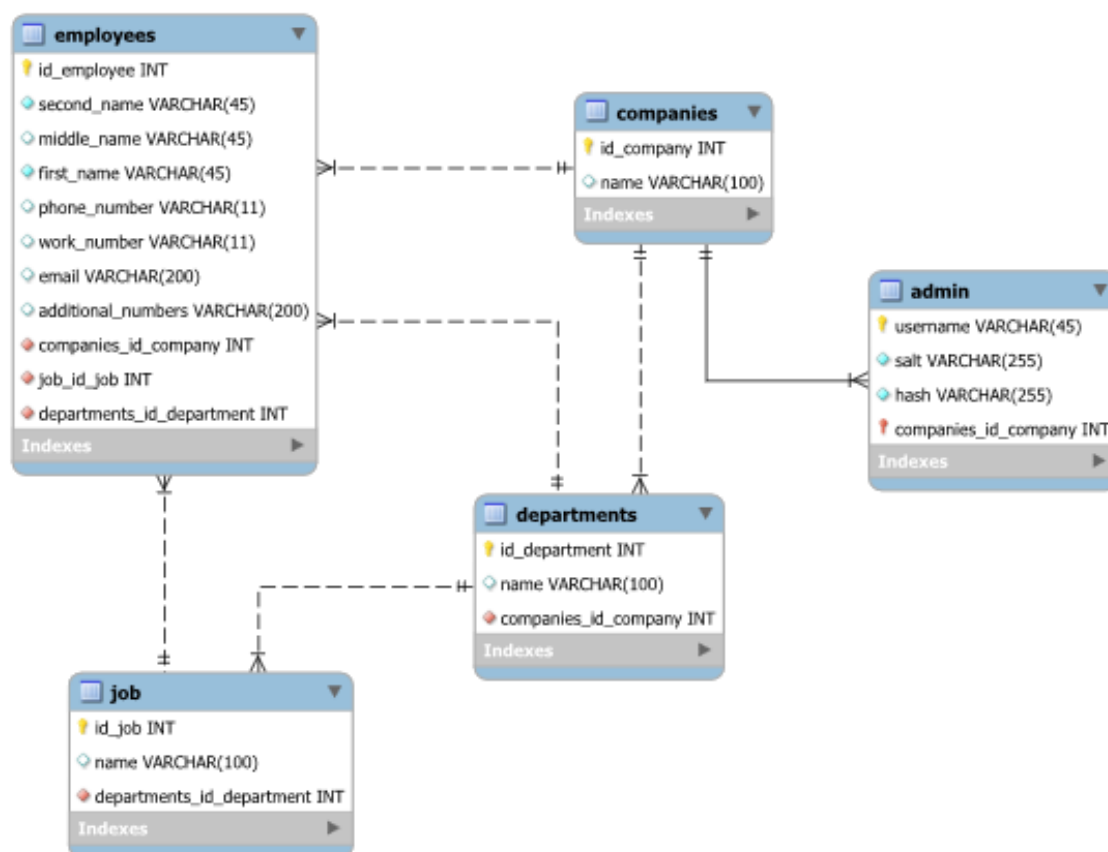 employees
id_employee INT
second_name VARCHAR(45)
middle_name VARCHAR(45)
first_name VARCHAR(45)
phone_number VARCHAR(11)
work_number VARCHAR(11)
email VARCHAR(200)
additional_numbers VARCHAR(200)
companies_id_company INT
job_id_job INT
departments_id_department INT
Indexes
companies
id_company INT
name VARCHAR(100)
Indexes
admin
username VARCHAR(45)
salt VARCHAR(255)
hash VARCHAR(255)
companies_id_company INT
Indexes
departments
id_department INT
name VARCHAR(100)
companies_id_company INT
Indexes
job
id_job INT
name VARCHAR(100)
departments_id_department INT
Indexes